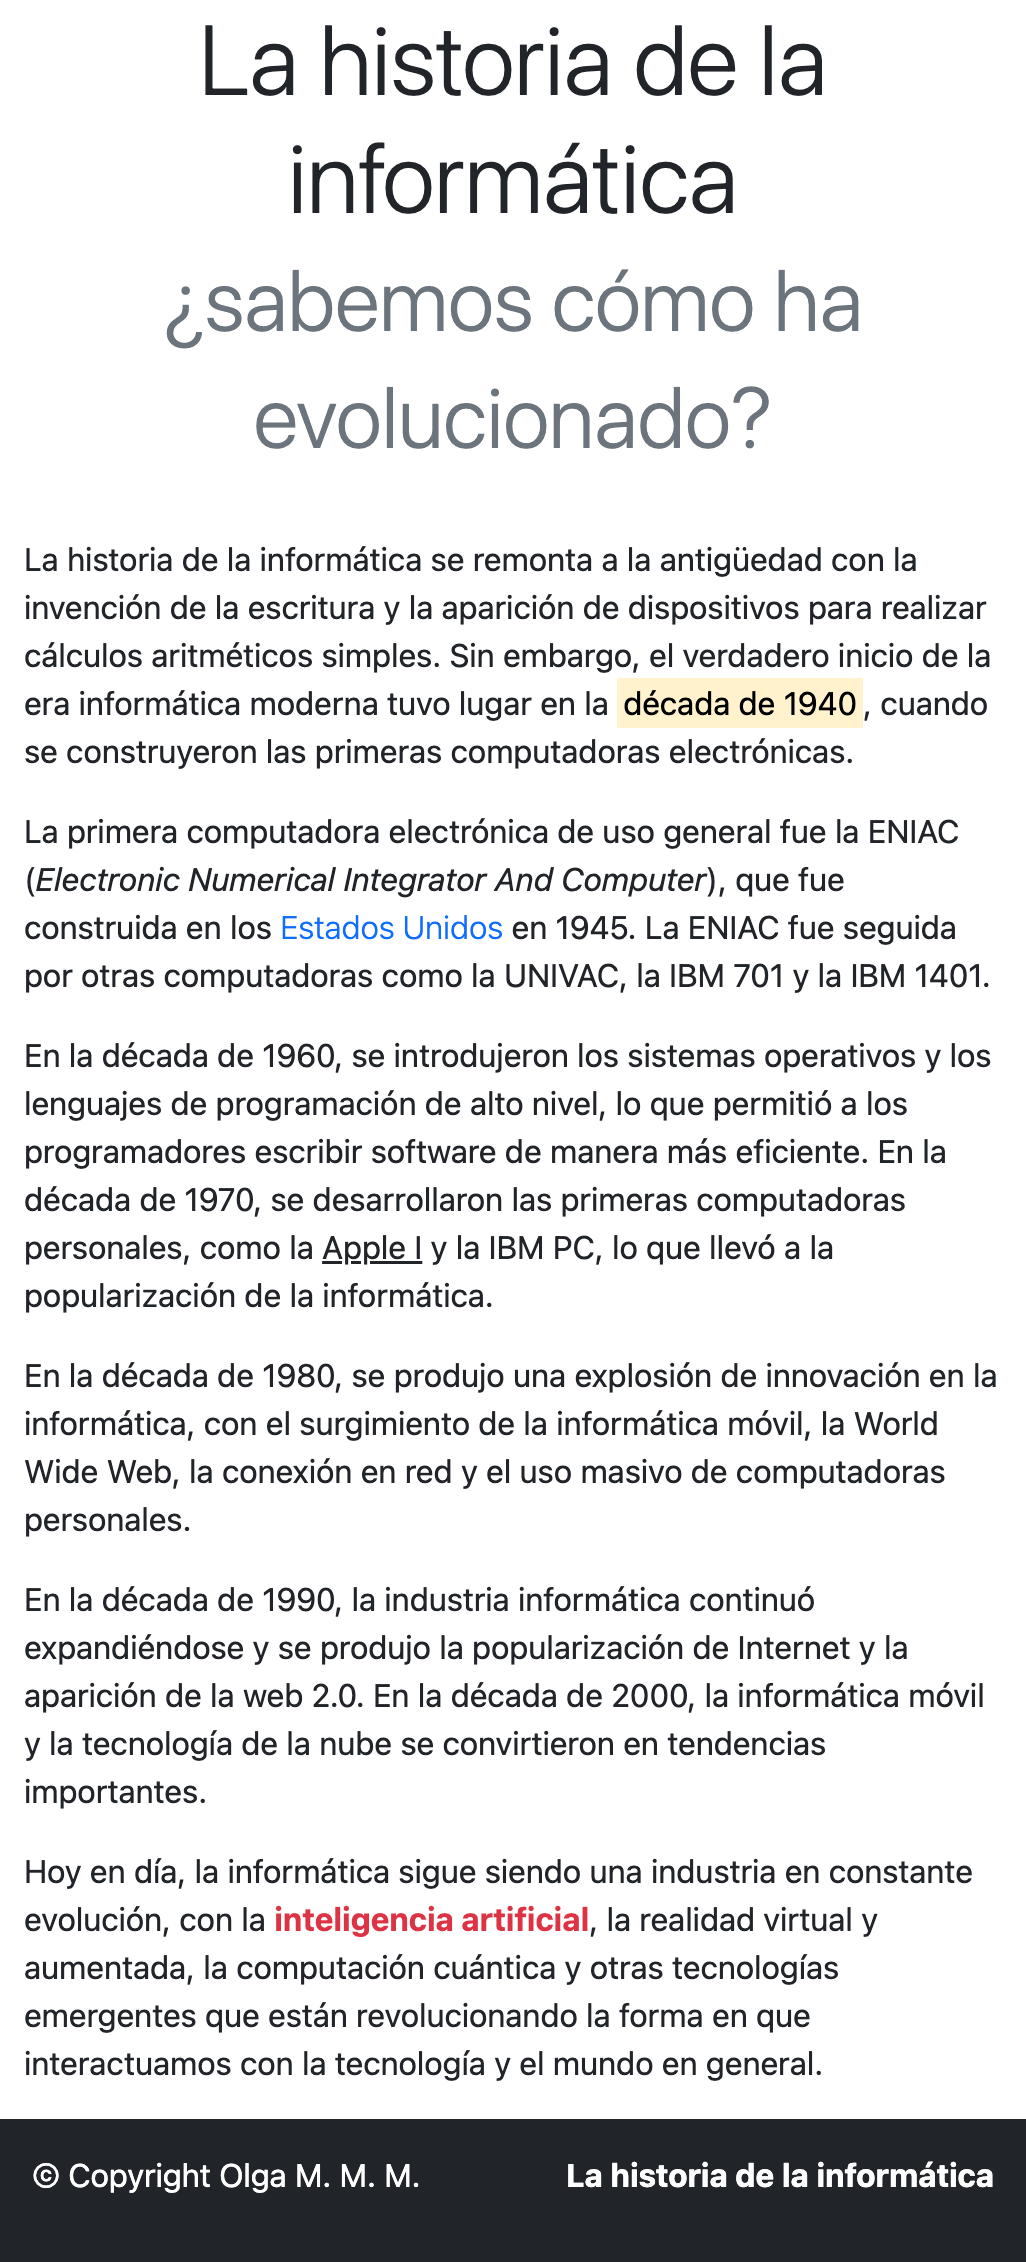 La historia de la
informática
¿sabemos cómo ha
evolucionado?
La historia de la informática se remonta a la antigüedad con la
invención de la escritura y la aparición de dispositivos para realizar
cálculos aritméticos simples. Sin embargo, el verdadero inicio de la
era informática moderna tuvo lugar en la década de 1940, cuando
se construyeron las primeras computadoras electrónicas.
La primera computadora electrónica de uso general fue la ENIAC
(Electronic Numerical Integrator And Computer), que fue
construida en los Estados Unidos en 1945. La ENIAC fue seguida
por otras computadoras como la UNIVAC, la IBM 701 y la IBM 1401.
En la década de 1960, se introdujeron los sistemas operativos y los
lenguajes de programación de alto nivel, lo que permitió a los
programadores escribir software de manera más eficiente. En la
década de 1970, se desarrollaron las primeras computadoras
personales, como la Apple I y la IBM PC, lo que llevó a la
popularización de la informática.
En la década de 1980, se produjo una explosión de innovación en la
informática, con el surgimiento de la informática móvil, la World
Wide Web, la conexión en red y el uso masivo de computadoras
personales.
En la década de 1990, la industria informática continuó
expandiéndose y se produjo la popularización de Internet y la
aparición de la web 2.0. En la década de 2000, la informática móvil
y la tecnología de la nube se convirtieron en tendencias
importantes.
Hoy en día, la informática sigue siendo una industria en constante
evolución, con la inteligencia artificial, la realidad virtual y
aumentada, la computación cuántica y otras tecnologías
emergentes que están revolucionando la forma en que
interactuamos con la tecnología y el mundo en general.
© Copyright Olga M. M. M. La historia de la informática